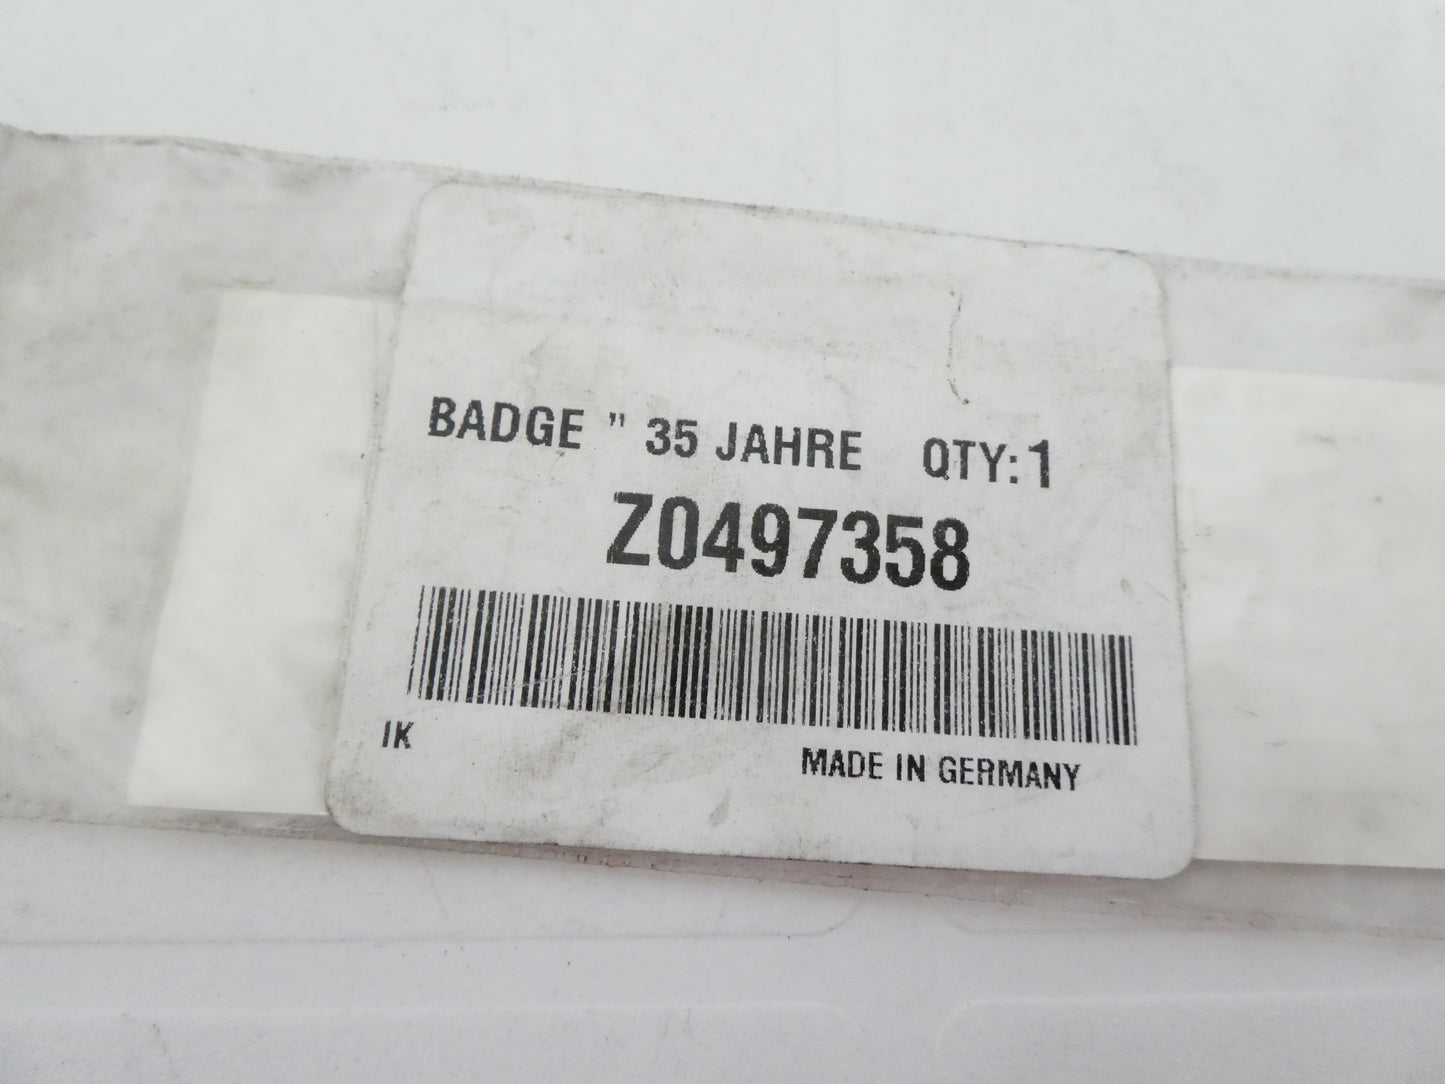 BADGE " 35 JAHRE QTY: 1
Z0497358
IK
MADE IN GERMANY